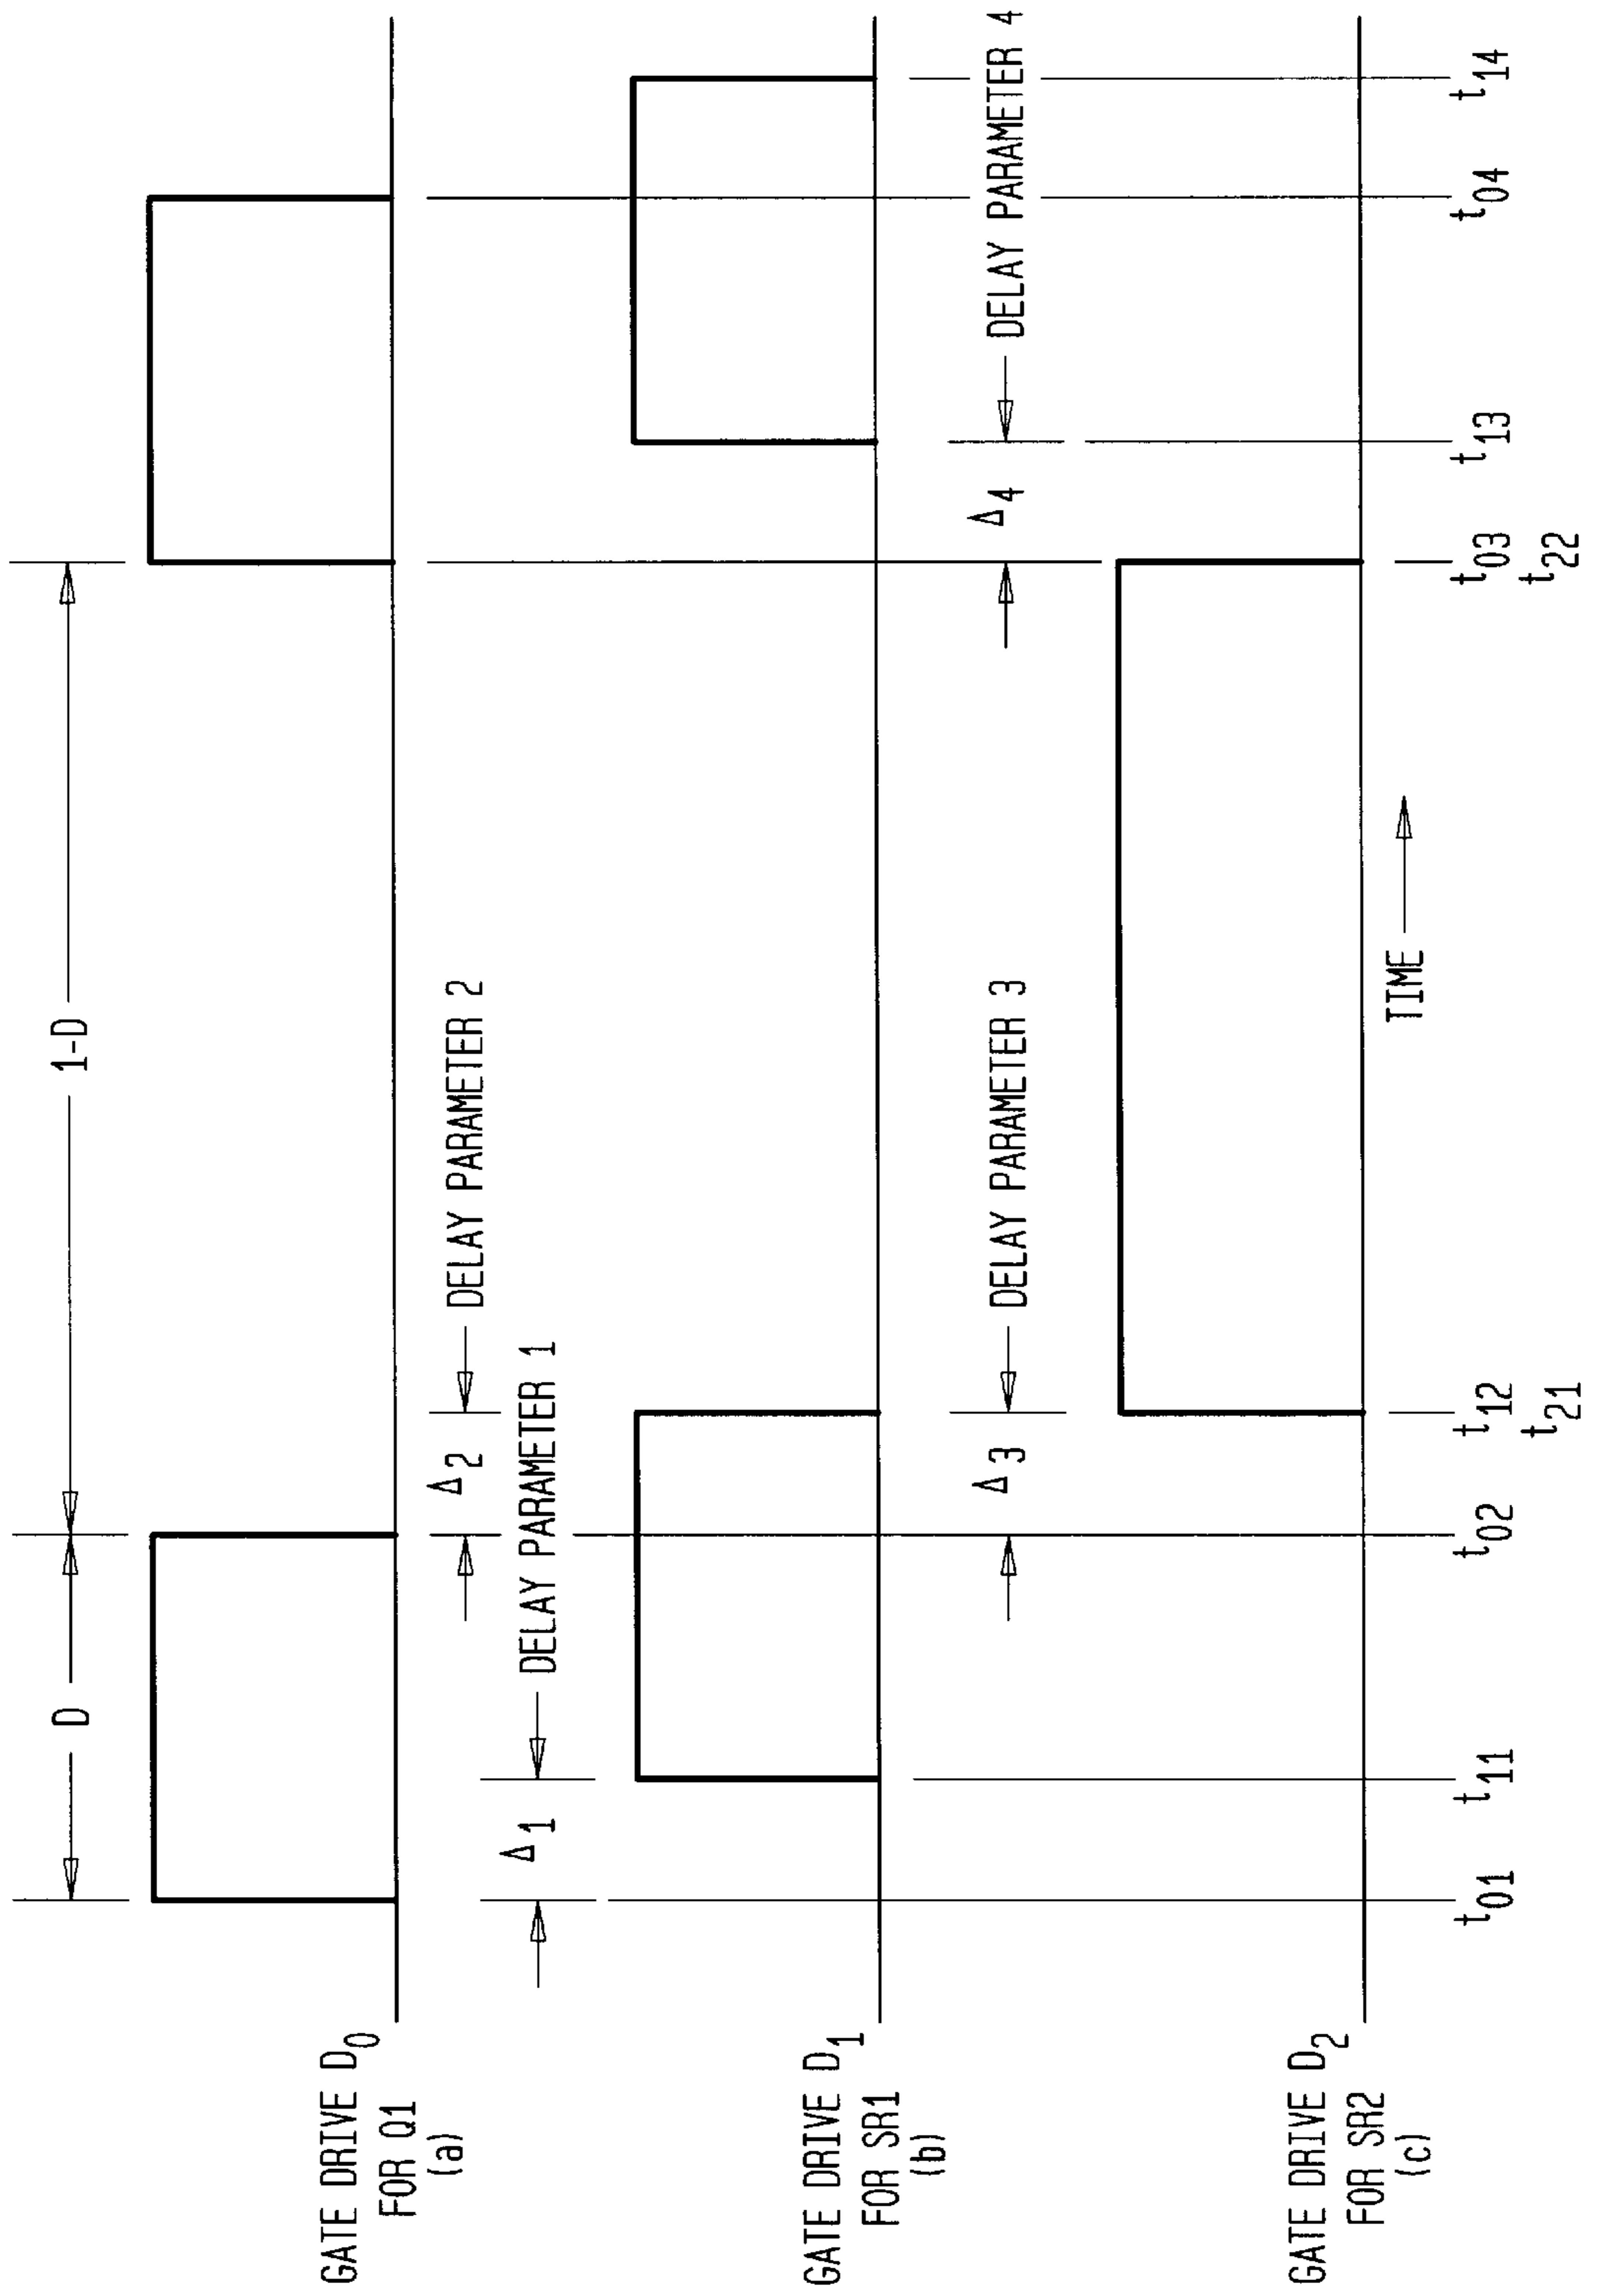 D
1-D
GATE DRIVE D0
FOR Q1
(a)
Δ2
DELAY PARAMETER 2
Δ1
DELAY PARAMETER 1
GATE DRIVE D1
FOR SR1
(b)
Δ3
DELAY PARAMETER 3
Δ4
DELAY PARAMETER 4
GATE DRIVE D2
FOR SR2
(c)
TIME
t01
t11
t02
t12
t03
t13
t04
t14
t21
t22